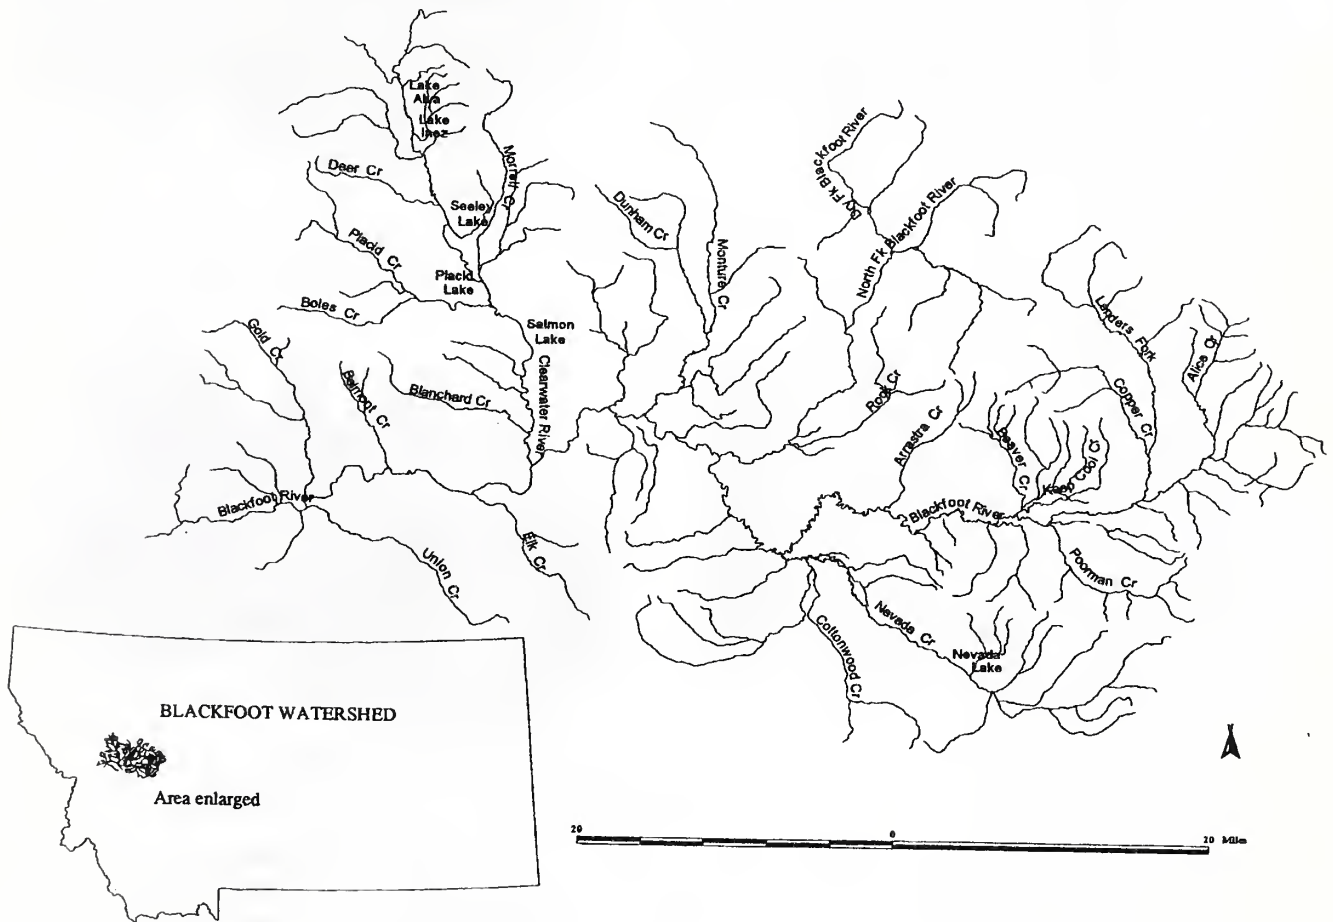 Lake
Alva
Lake
Inez
Morrell Cr
Deer Cr
Seeley
Lake
Placid Cr
Placid
Lake
Boles Cr
Salmon
Lake
Gold Cr
Belmont Cr
Blanchard Cr
Clearwater River
Blackfoot River
Union Cr
Elk Cr
Dunham Cr
Monture Cr
Dry Fk Blackfoot River
North Fk Blackfoot River
Landers Fork
Alice Cr
Copper Cr
Rock Cr
Arrastra Cr
Beaver Cr
Keep Cool Cr
Blackfoot River
Poorman Cr
Nevada Cr
Cottonwood Cr
Nevada
Lake
BLACKFOOT WATERSHED
Area enlarged
20 0 20 Miles